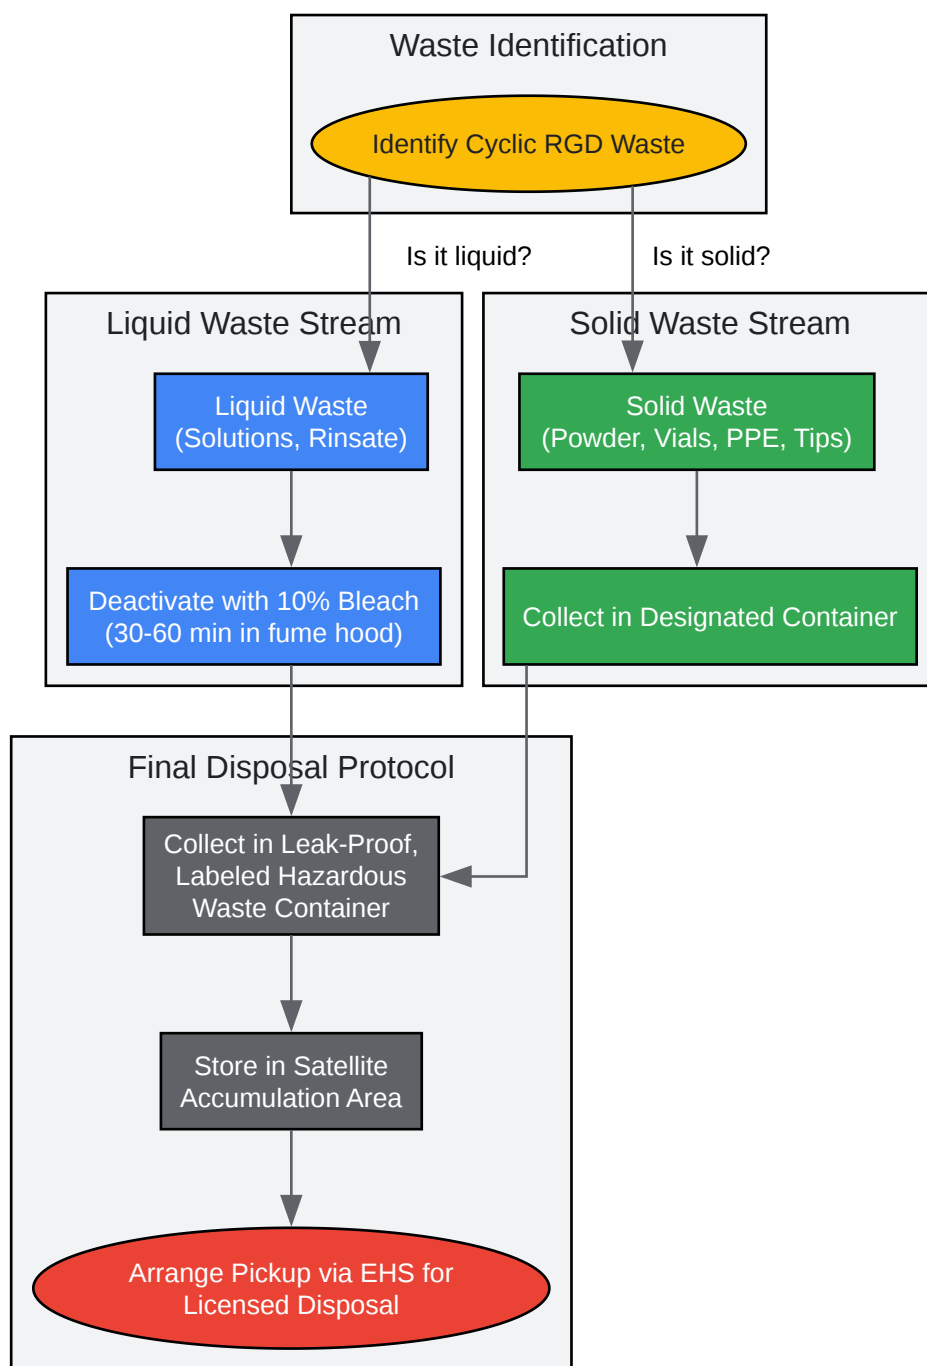 Waste Identification
Identify Cyclic RGD Waste
Is it liquid?
Is it solid?
Liquid Waste Stream
Solid Waste Stream
Liquid Waste
(Solutions, Rinsate)
Solid Waste
(Powder, Vials, PPE, Tips)
Deactivate with 10% Bleach
(30-60 min in fume hood)
Collect in Designated Container
Final Disposal Protocol
Collect in Leak-Proof,
Labeled Hazardous
Waste Container
Store in Satellite
Accumulation Area
Arrange Pickup via EHS for
Licensed Disposal